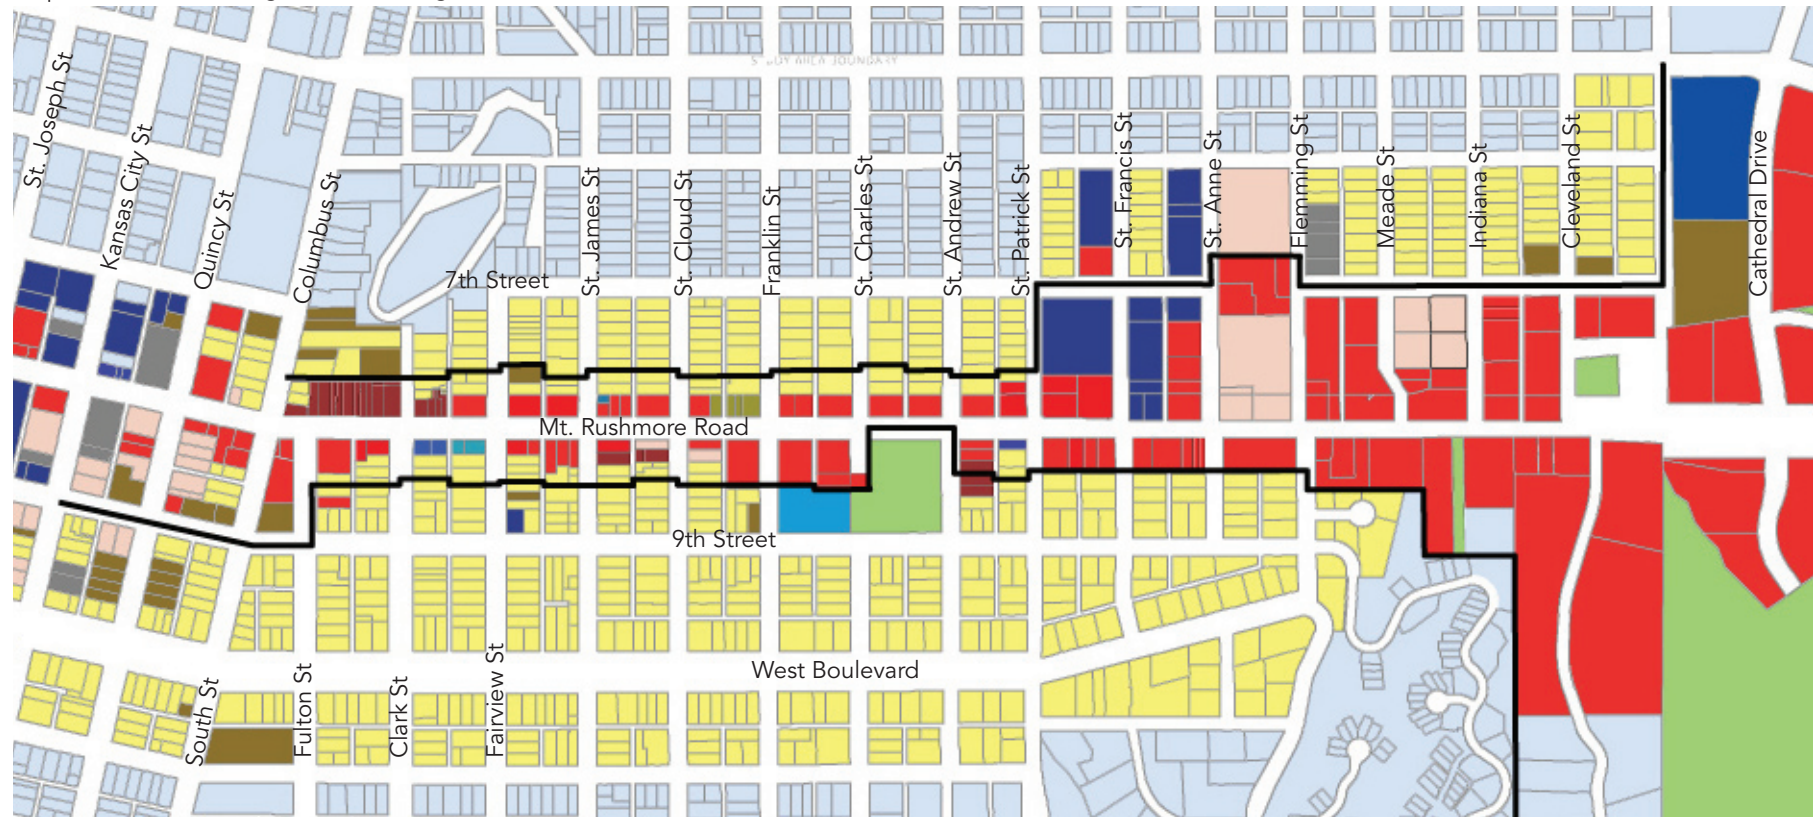 STUDY AREA BOUNDARY
St. Joseph St
Kansas City St
Quincy St
Columbus St
7th Street
St. James St
St. Cloud St
Franklin St
St. Charles St
St. Andrew St
St. Patrick St
St. Francis St
St. Anne St
Flemming St
Meade St
Indiana St
Cleveland St
Cathedral Drive
Mt. Rushmore Road
9th Street
West Boulevard
South St
Fulton St
Clark St
Fairview St